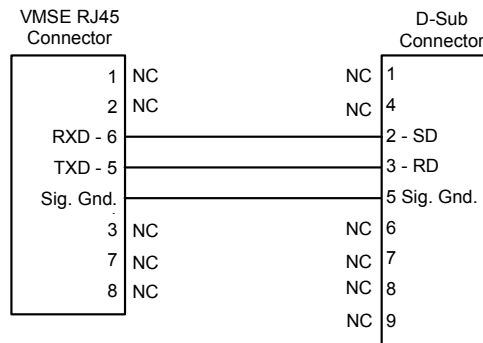 VMSE RJ45
Connector
D-Sub
Connector
1 NC NC 1
2 NC NC 4
RXD - 6 2 - SD
TXD - 5 3 - RD
Sig. Gnd. 5 Sig. Gnd.
3 NC NC 6
7 NC NC 7
8 NC NC 8
NC 9